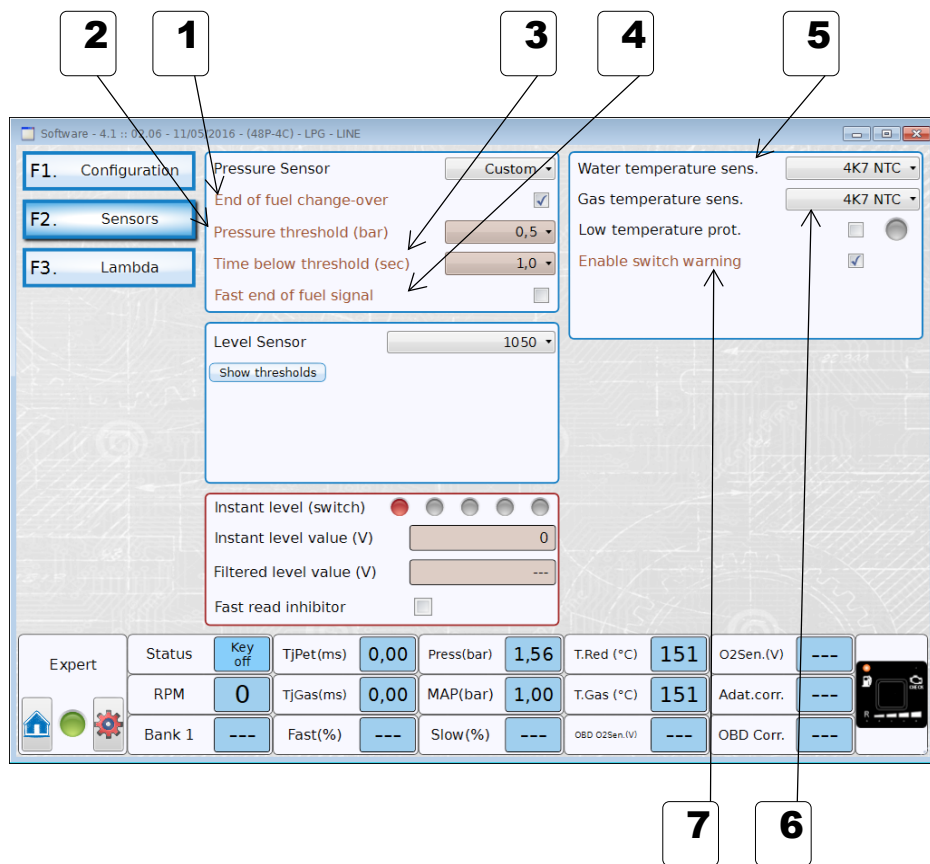 2 1 3 4 5
Software - 4.1 :: 02.06 - 11/05/2016 - (48P-4C) - LPG - LINE
F1. Configuration
F2. Sensors
F3. Lambda
Pressure Sensor Custom
End of fuel change-over
Pressure threshold (bar) 0,5
Time below threshold (sec) 1,0
Fast end of fuel signal
Water temperature sens. 4K7 NTC
Gas temperature sens. 4K7 NTC
Low temperature prot.
Enable switch warning
Level Sensor 1050
Show thresholds
Instant level (switch)
Instant level value (V) 0
Filtered level value (V) ---
Fast read inhibitor
Expert
Status Key off TjPet(ms) 0,00 Press(bar) 1,56 T.Red (°C) 151 O2Sen.(V) ---
RPM 0 TjGas(ms) 0,00 MAP(bar) 1,00 T.Gas (°C) 151 Adat.corr. ---
Bank 1 --- Fast(%) --- Slow(%) --- OBD O2Sen.(V) --- OBD Corr. ---
CHECK
R
7 6